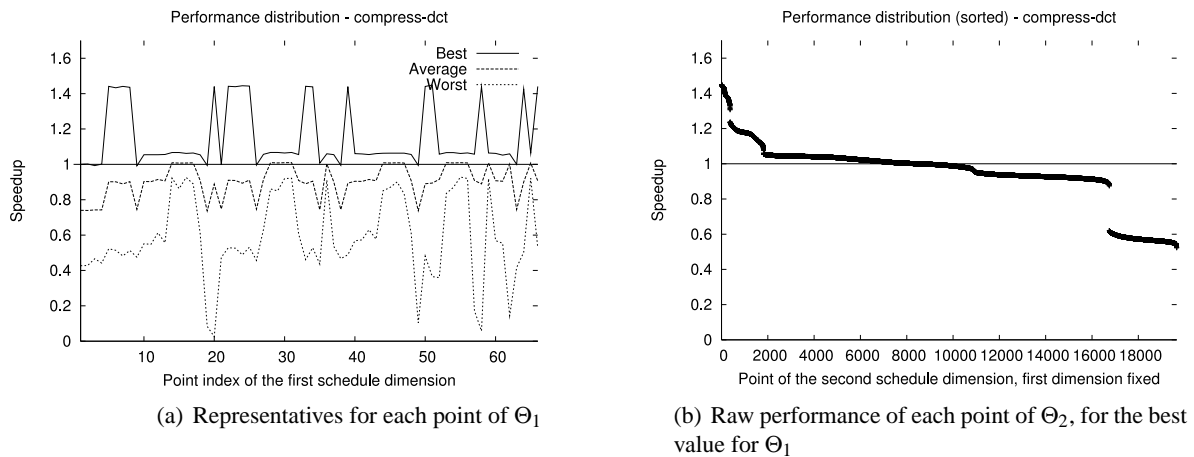 Performance distribution - compress-dct
1.4
1.2
1
0.8
0.6
0.4
0.2
0
Speedup
Best
Average
Worst
10 20 30 40 50 60
Point index of the first schedule dimension
(a) Representatives for each point of Θ1
Performance distribution (sorted) - compress-dct
1.6
1.4
1.2
1
0.8
0.6
0.4
0.2
0
Speedup
0 2000 4000 6000 8000 10000 12000 14000 16000 18000
Point of the second schedule dimension, first dimension fixed
(b) Raw performance of each point of Θ2, for the best
value for Θ1